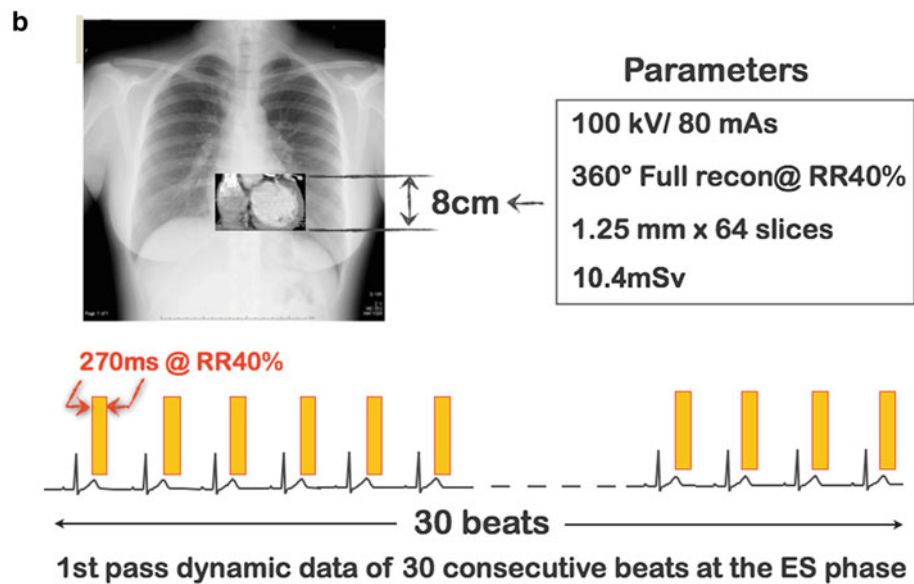 b
Parameters
100 kV/ 80 mAs
360° Full recon@ RR40%
1.25 mm x 64 slices
10.4mSv
8cm
270ms @ RR40%
30 beats
1st pass dynamic data of 30 consecutive beats at the ES phase